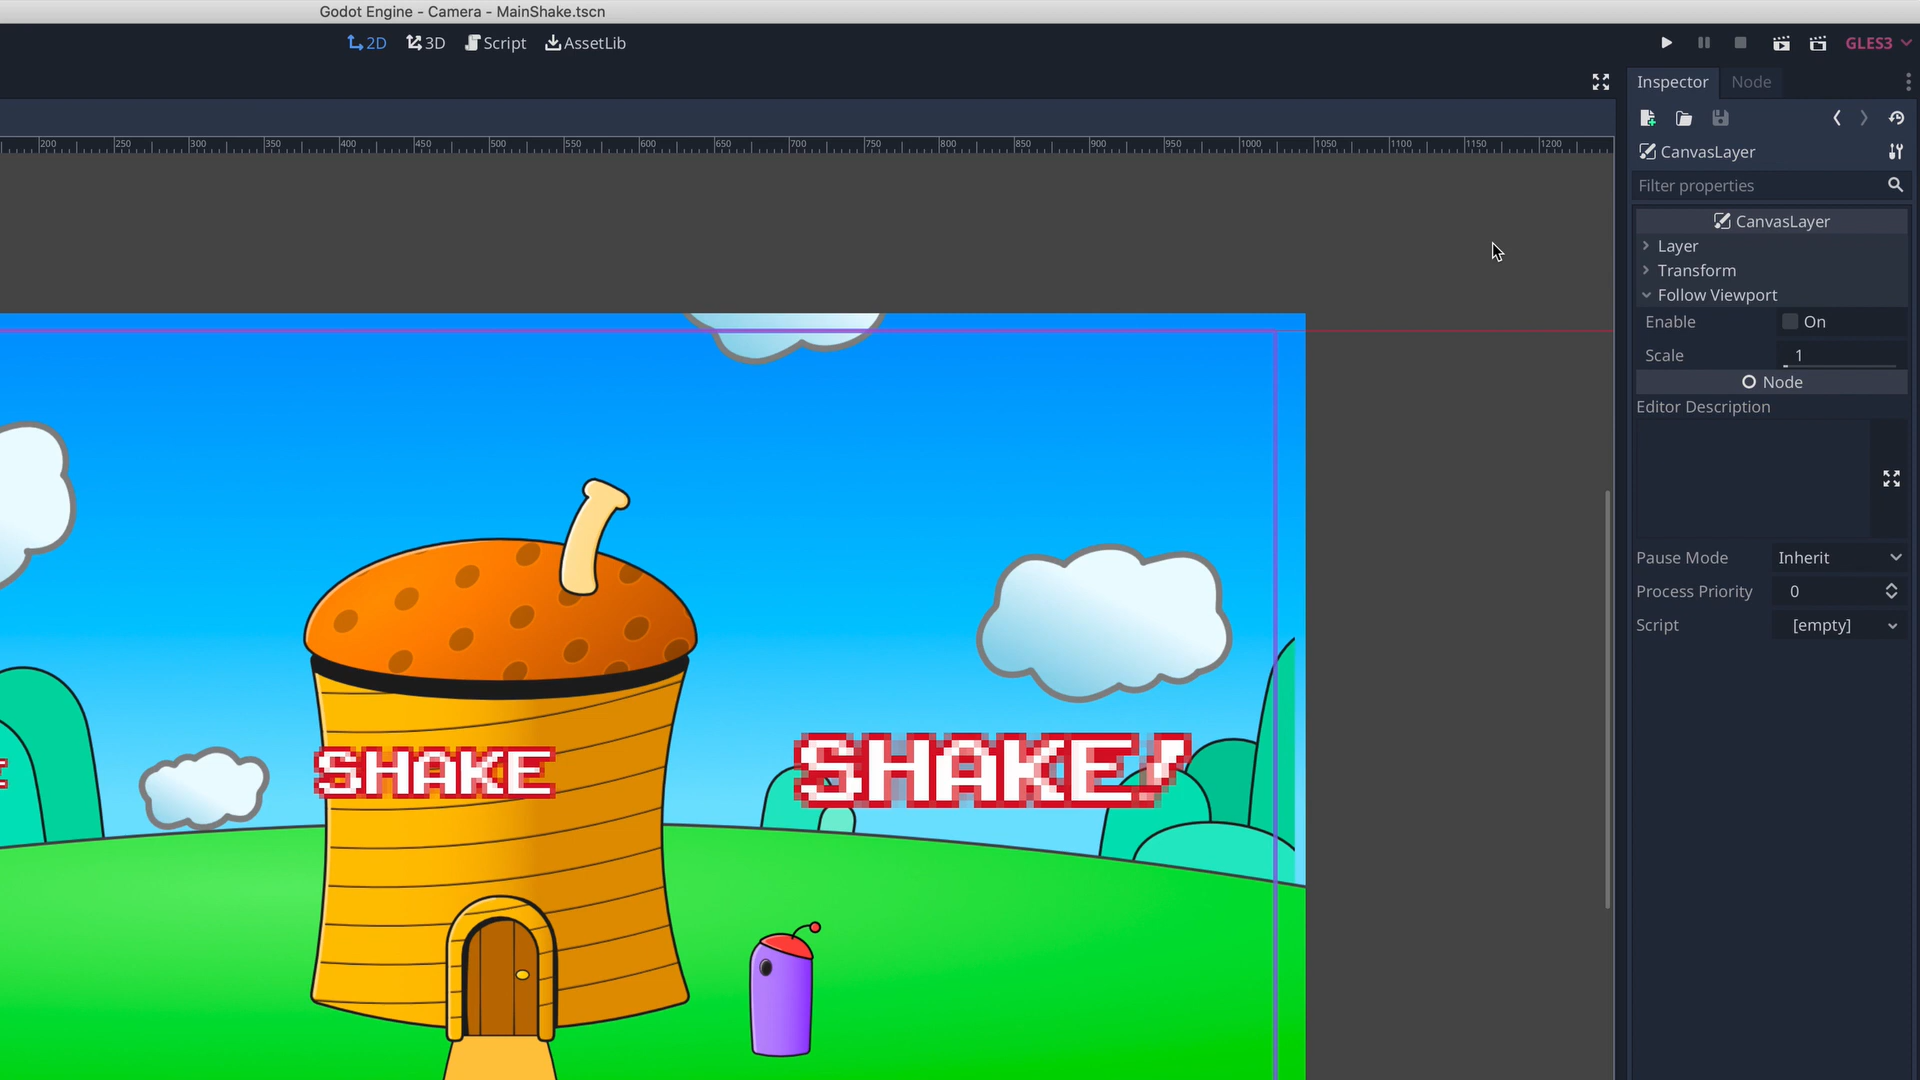 Godot Engine - Camera - MainShake.tscn
2D 3D Script AssetLib GLES3
Inspector Node
200 250 300 350 400 450 500 550 600 650 700 750 800 850 900 950 1000 1050 1100 1150 1200
CanvasLayer
Filter properties
CanvasLayer
Layer
Transform
Follow Viewport
Enable On
Scale 1
Node
Editor Description
Pause Mode Inherit
Process Priority 0
Script [empty]
SHAKE SHAKE!